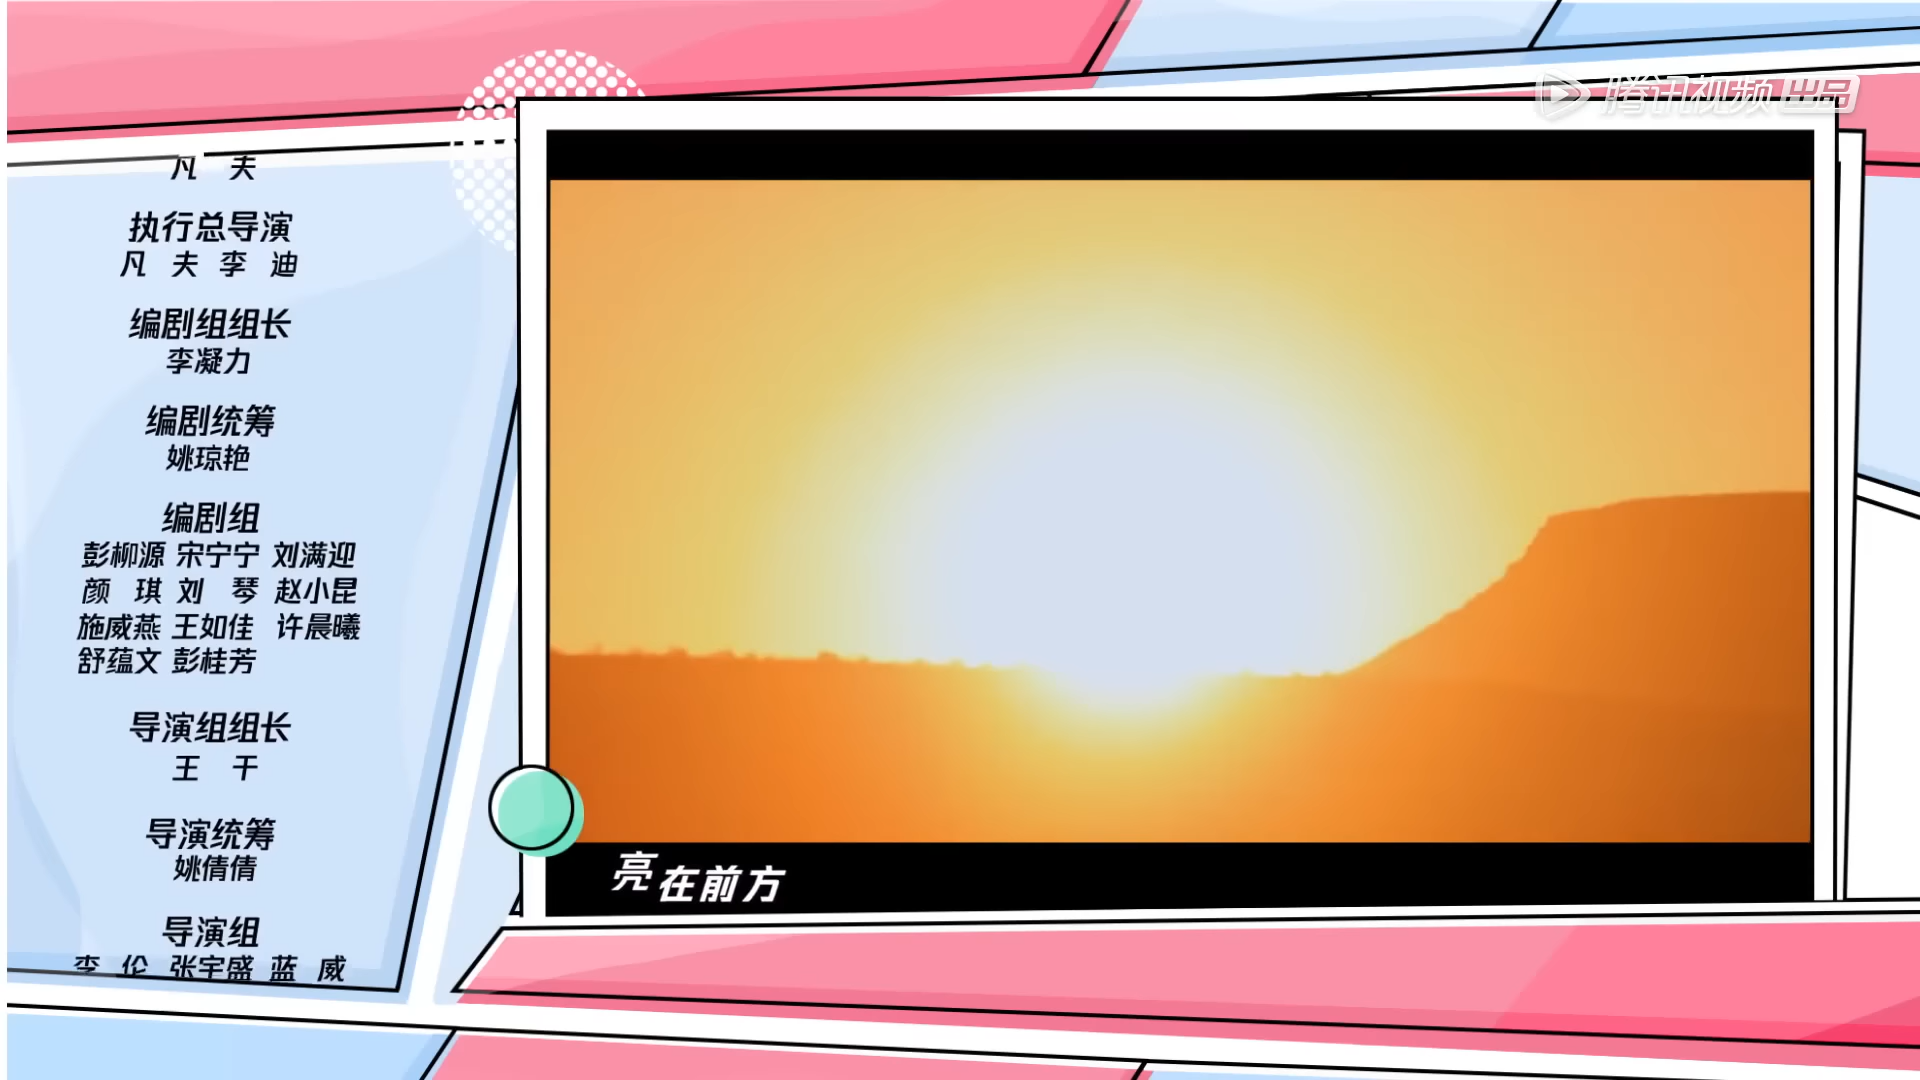 腾讯视频 出品
凡 夫
执行总导演
凡 夫 李 迪
编剧组组长
李凝力
编剧统筹
姚琼艳
编剧组
彭柳源 宋宁宁 刘满迎
颜 琪 刘 琴 赵小昆
施威燕 王如佳 许晨曦
舒蕴文 彭桂芳
导演组组长
王 干
导演统筹
姚倩倩
导演组
李 伦 张宇盛 蓝 威
亮在前方